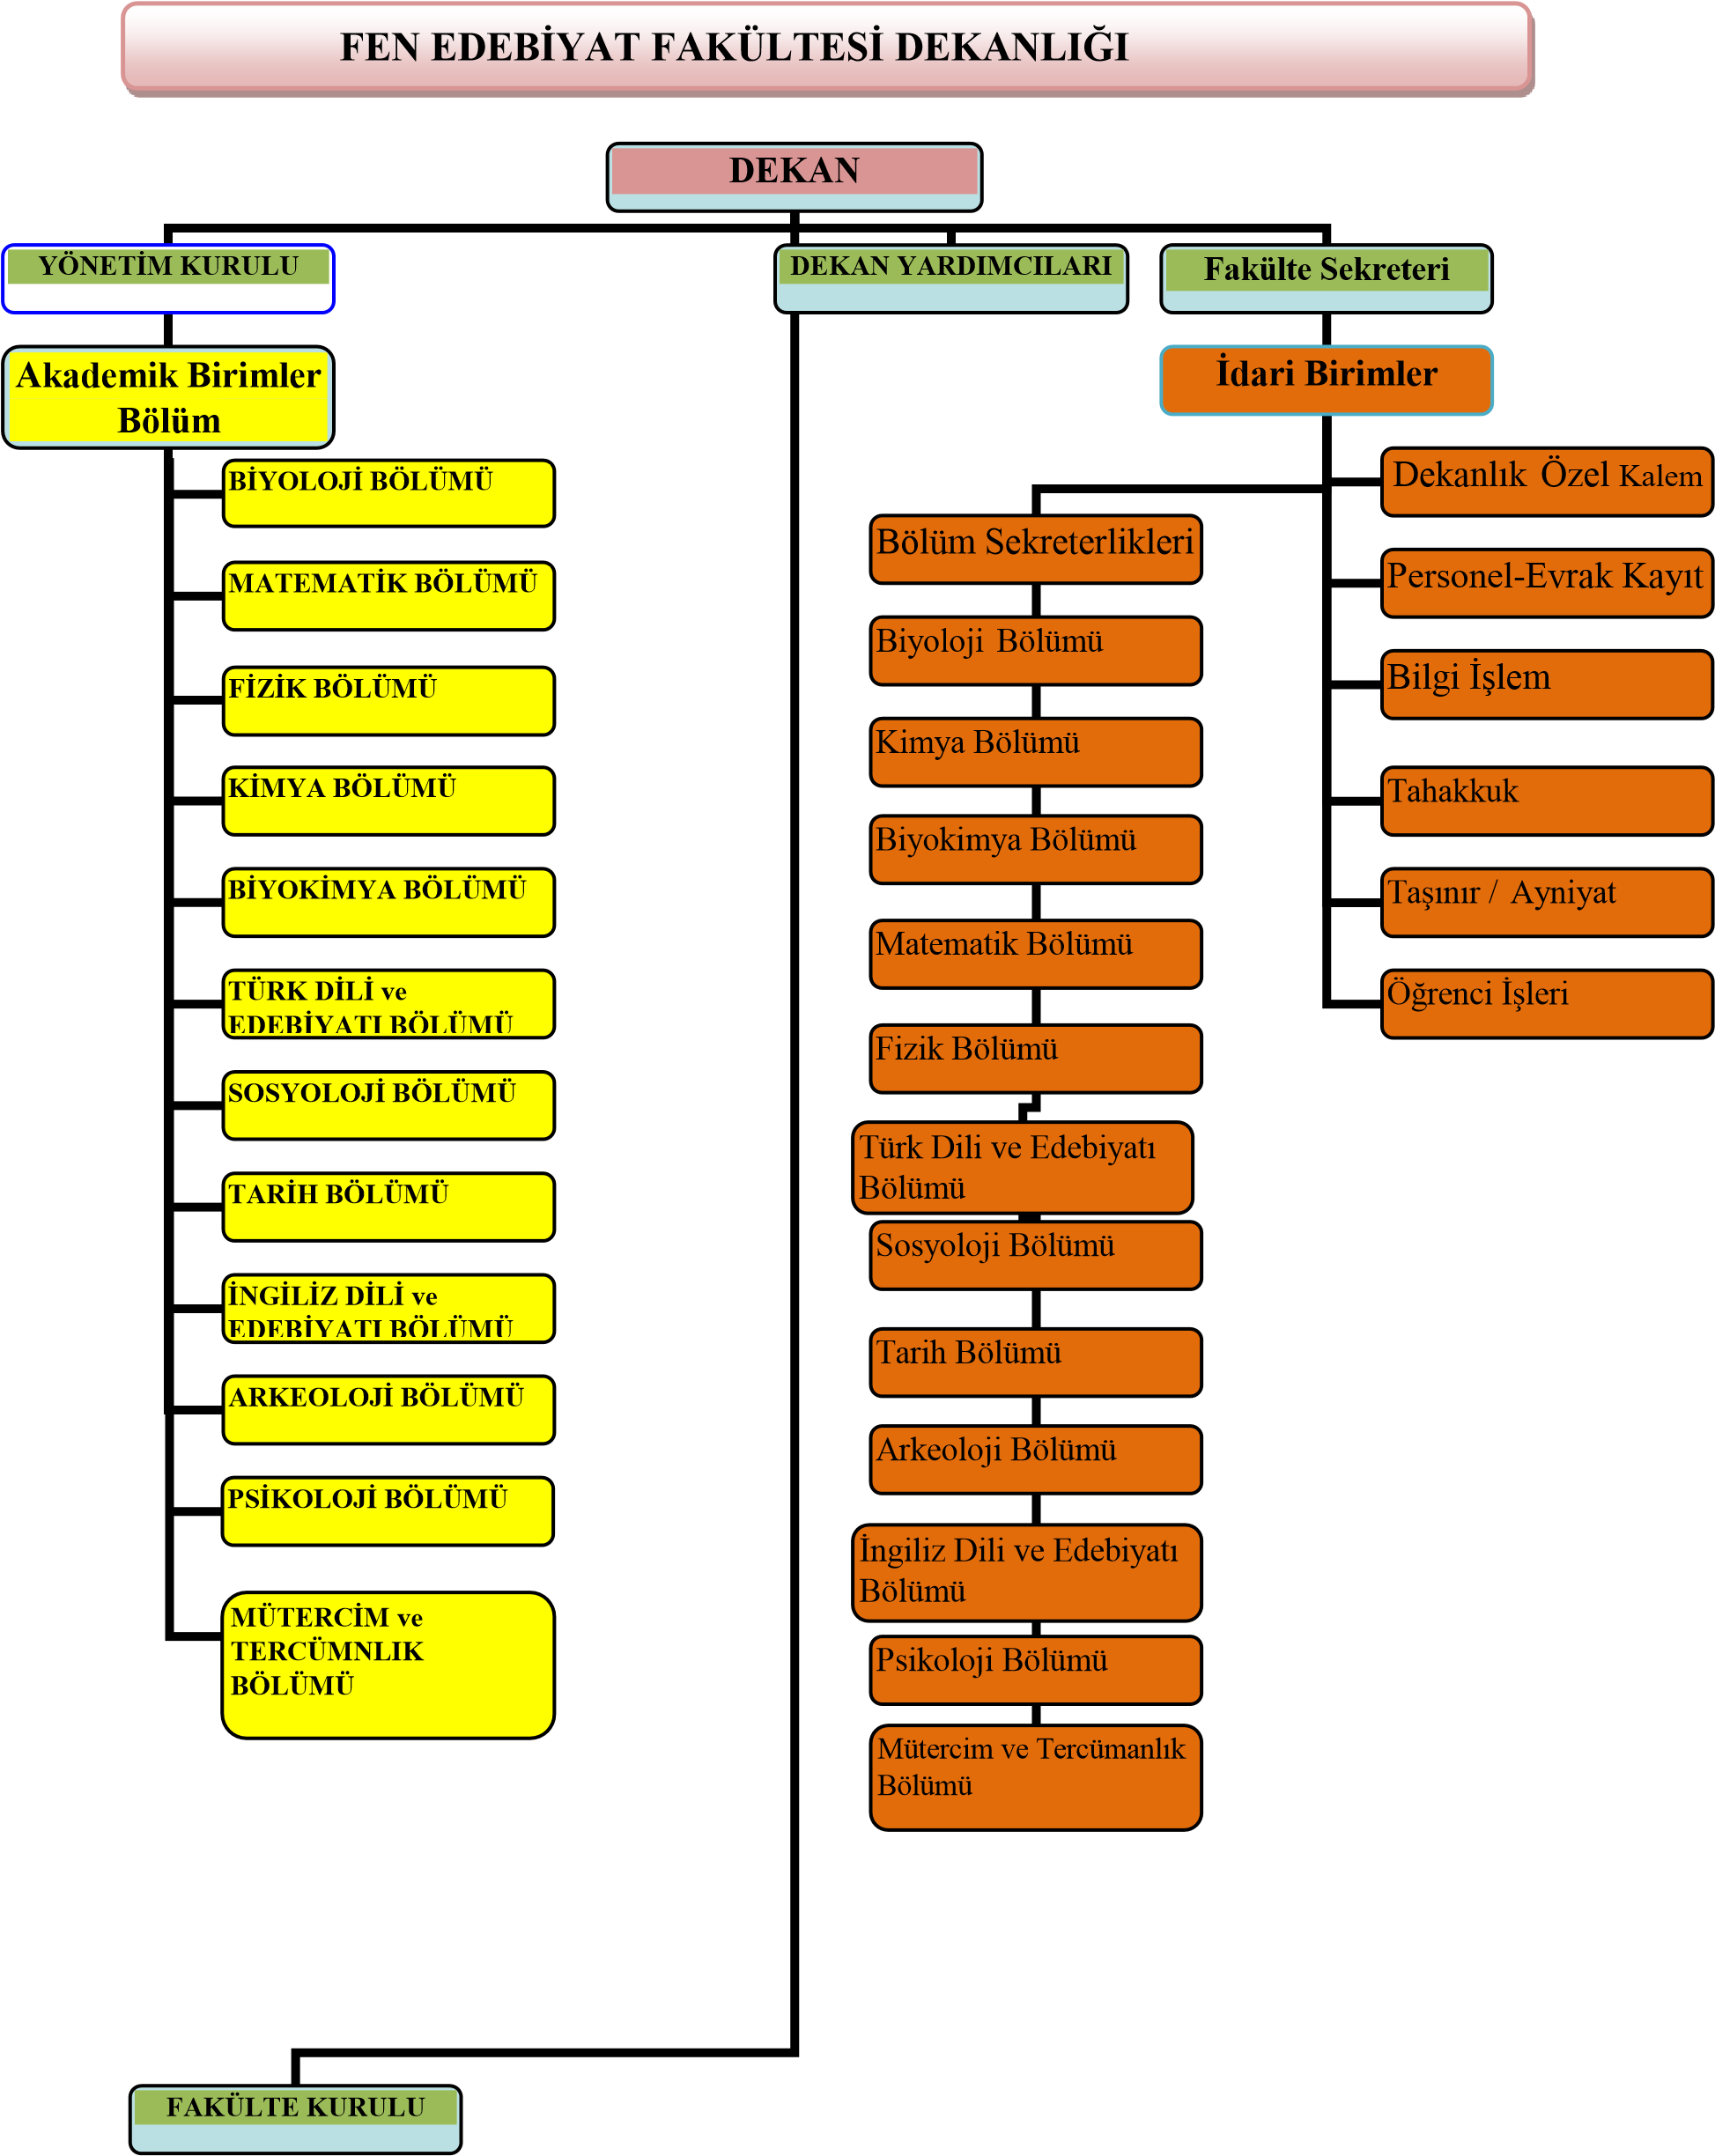 FEN EDEBİYAT FAKÜLTESİ DEKANLIĞI
DEKAN
YÖNETİM KURULU
DEKAN YARDIMCILARI
Fakülte Sekreteri
Akademik Birimler
Bölüm
BİYOLOJİ BÖLÜMÜ
MATEMATİK BÖLÜMÜ
FİZİK BÖLÜMÜ
KİMYA BÖLÜMÜ
BİYOKİMYA BÖLÜMÜ
TÜRK DİLİ ve
EDEBİYATI BÖLÜMÜ
SOSYOLOJİ BÖLÜMÜ
TARİH BÖLÜMÜ
İNGİLİZ DİLİ ve
EDEBİYATI BÖLÜMÜ
ARKEOLOJİ BÖLÜMÜ
PSİKOLOJİ BÖLÜMÜ
MÜTERCİM ve
TERCÜMNLIK
BÖLÜMÜ
İdari Birimler
Bölüm Sekreterlikleri
Biyoloji Bölümü
Kimya Bölümü
Biyokimya Bölümü
Matematik Bölümü
Fizik Bölümü
Türk Dili ve Edebiyatı
Bölümü
Sosyoloji Bölümü
Tarih Bölümü
Arkeoloji Bölümü
İngiliz Dili ve Edebiyatı
Bölümü
Psikoloji Bölümü
Mütercim ve Tercümanlık
Bölümü
Dekanlık Özel Kalem
Personel-Evrak Kayıt
Bilgi İşlem
Tahakkuk
Taşınır / Ayniyat
Öğrenci İşleri
FAKÜLTE KURULU